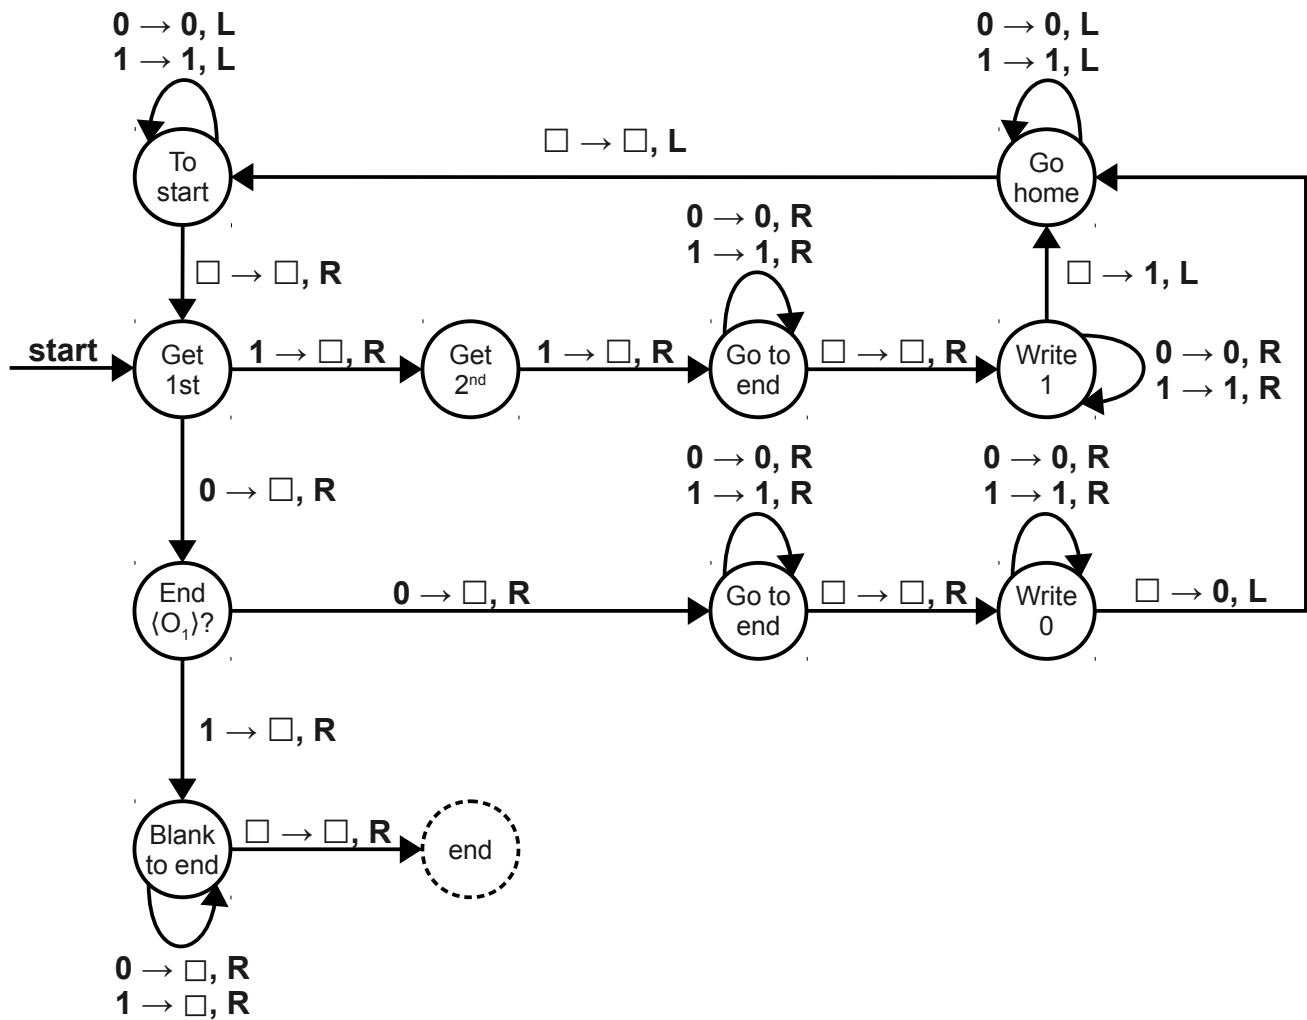 0 → 0, L
1 → 1, L
0 → 0, L
1 → 1, L
To
start
□ → □, L
Go
home
0 → 0, R
1 → 1, R
□ → □, R
□ → 1, L
start
Get
1st
1 → □, R
Get
2nd
1 → □, R
Go to
end
□ → □, R
Write
1
0 → 0, R
1 → 1, R
0 → □, R
0 → 0, R
1 → 1, R
0 → 0, R
1 → 1, R
End
⟨O₁⟩?
0 → □, R
Go to
end
□ → □, R
Write
0
□ → 0, L
1 → □, R
Blank
to end
□ → □, R
end
0 → □, R
1 → □, R